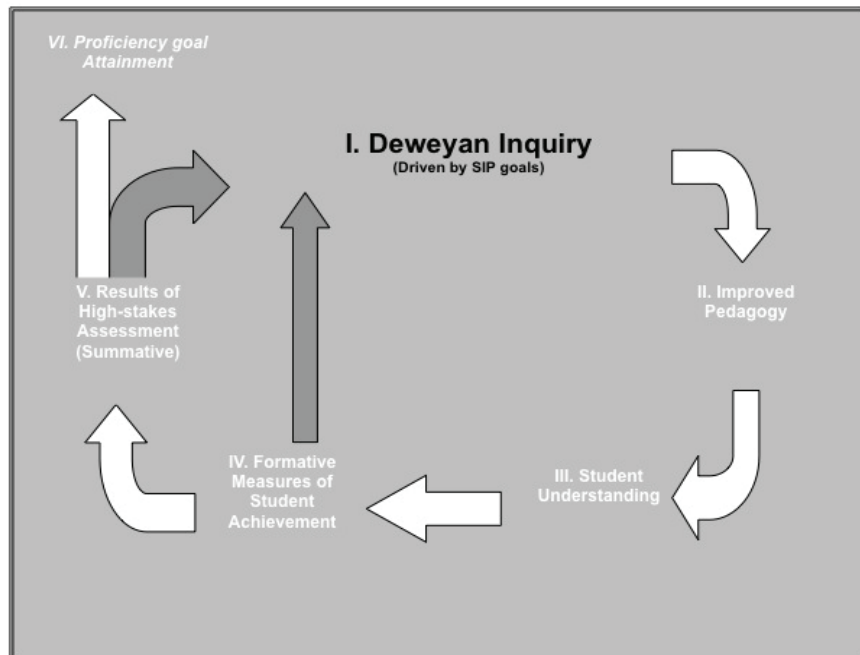 VI. Proficiency goal
Attainment
I. Deweyan Inquiry
(Driven by SIP goals)
II. Improved
Pedagogy
III. Student
Understanding
IV. Formative
Measures of
Student
Achievement
V. Results of
High-stakes
Assessment
(Summative)